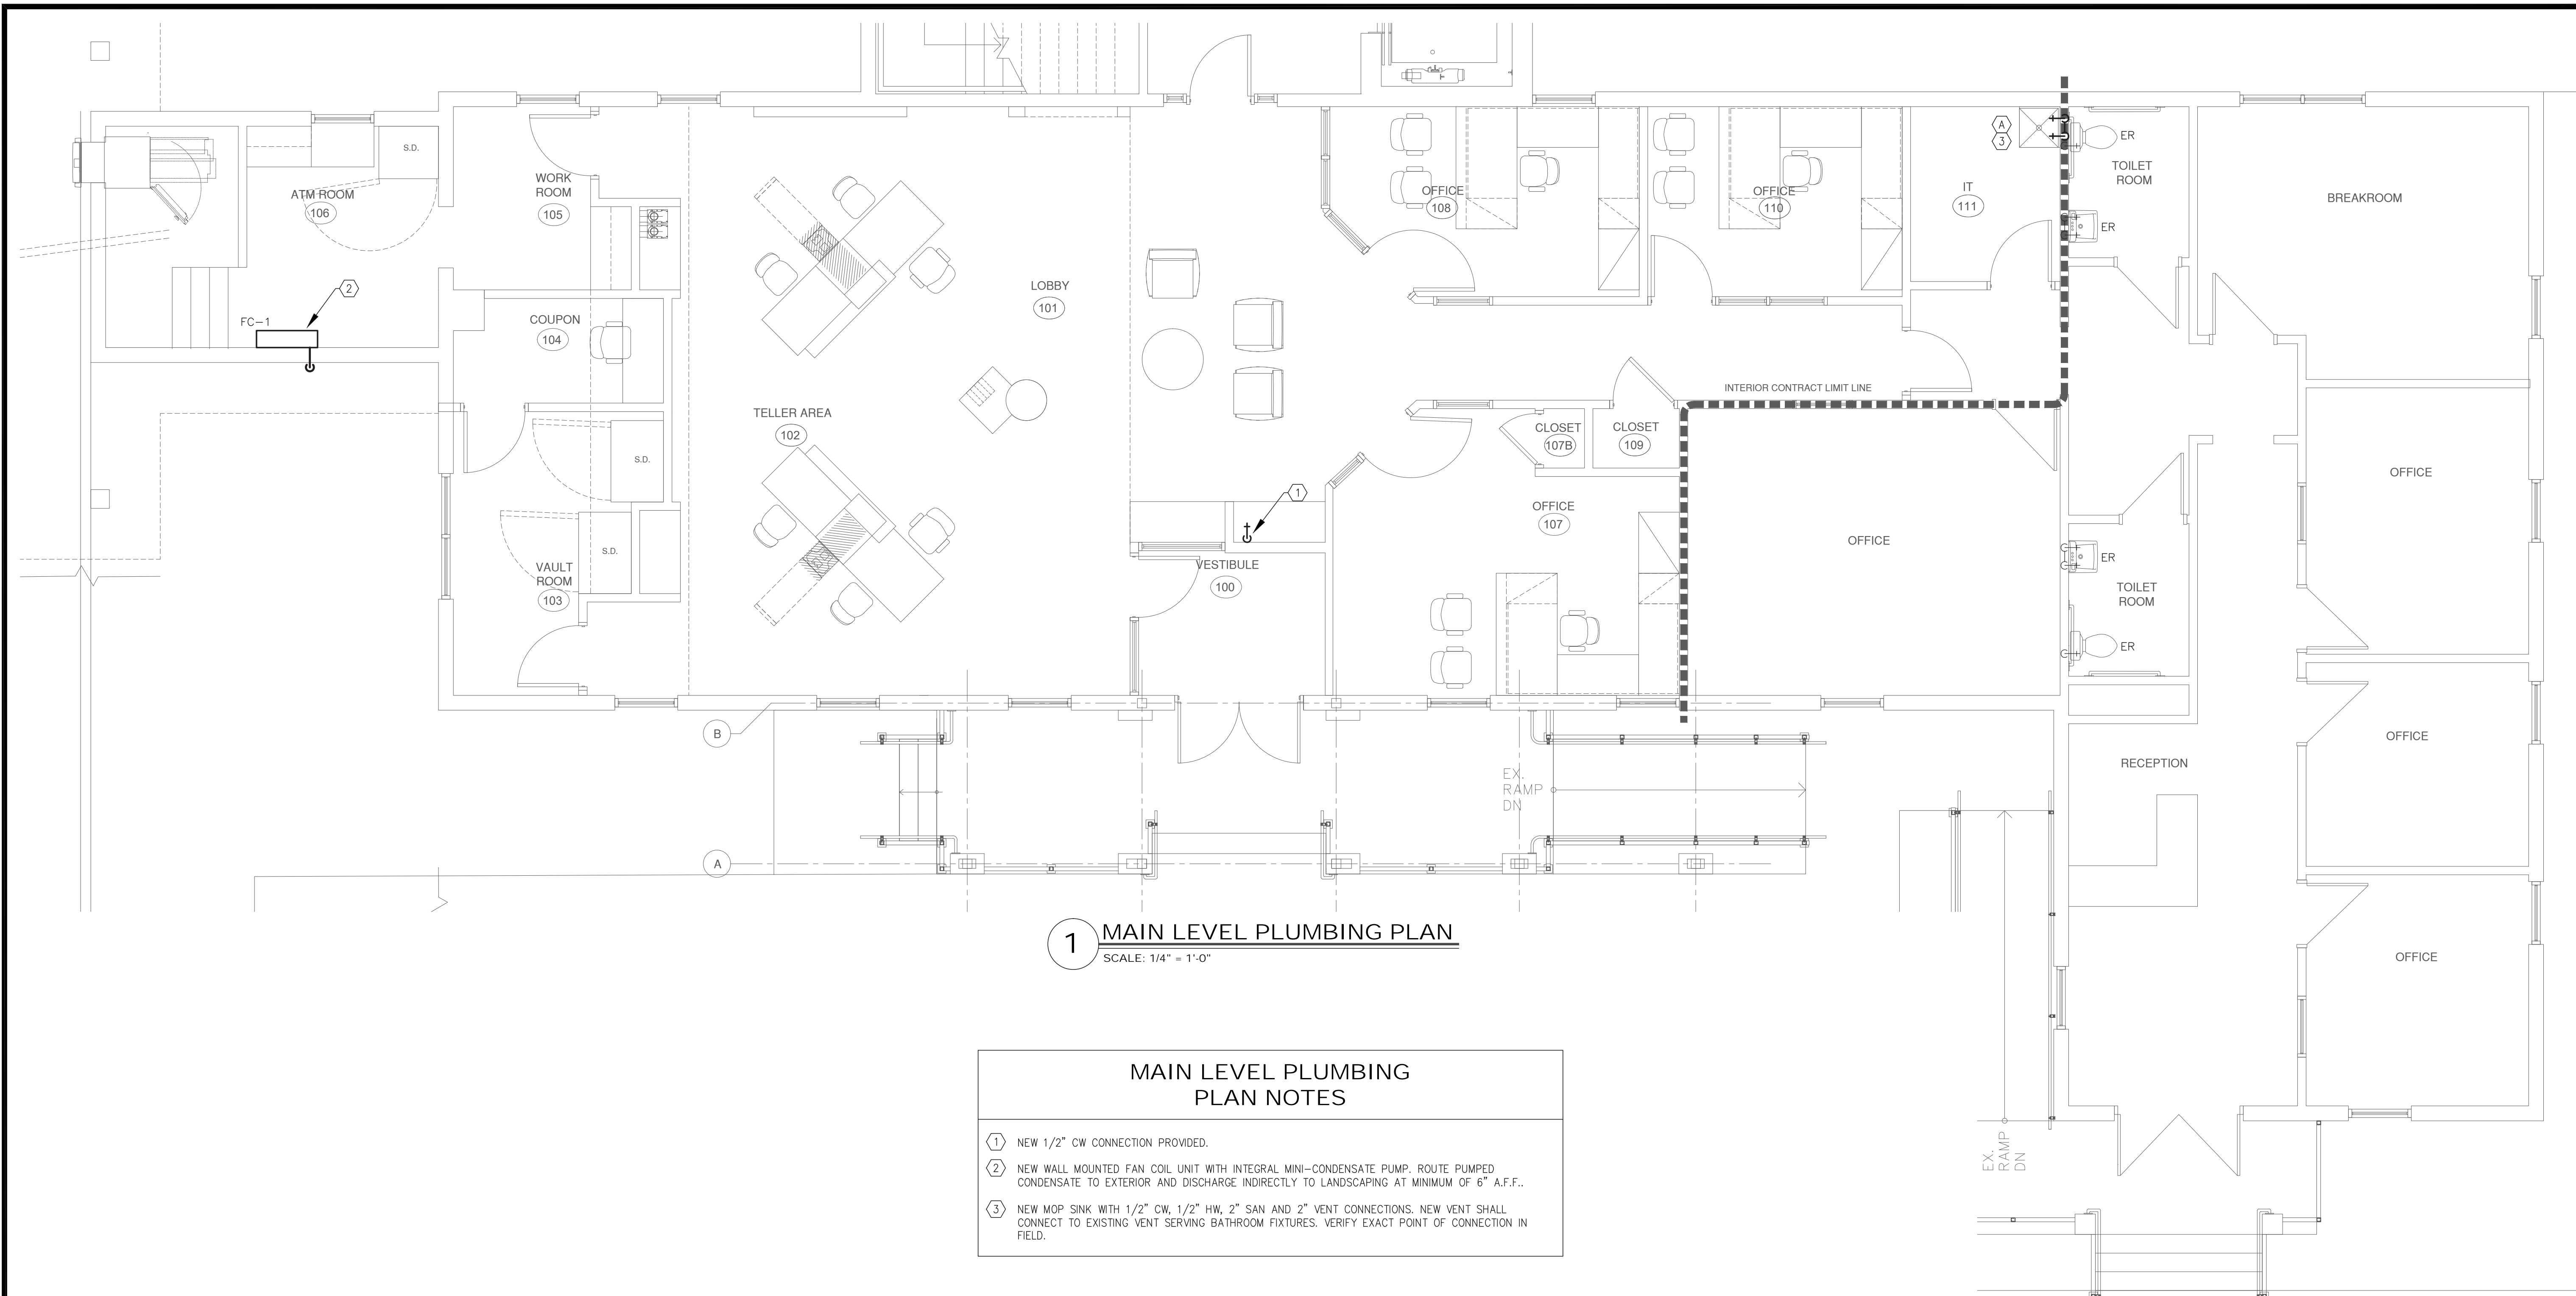 S.D.
ATM ROOM
106
WORK
ROOM
105
OFFICE
108
OFFICE
110
IT
111
A
3
ER
TOILET
ROOM
ER
BREAKROOM
2
FC-1
COUPON
104
LOBBY
101
INTERIOR CONTRACT LIMIT LINE
TELLER AREA
102
CLOSET
107B
CLOSET
109
S.D.
OFFICE
1
OFFICE
107
OFFICE
S.D.
VAULT
ROOM
103
VESTIBULE
100
ER
TOILET
ROOM
ER
B
OFFICE
RECEPTION
EX.
RAMP
DN
A
OFFICE
1
MAIN LEVEL PLUMBING PLAN
SCALE: 1/4" = 1'-0"
EX.
RAMP
DN
MAIN LEVEL PLUMBING
PLAN NOTES
1 NEW 1/2" CW CONNECTION PROVIDED.
2 NEW WALL MOUNTED FAN COIL UNIT WITH INTEGRAL MINI-CONDENSATE PUMP. ROUTE PUMPED
CONDENSATE TO EXTERIOR AND DISCHARGE INDIRECTLY TO LANDSCAPING AT MINIMUM OF 6" A.F.F..
3 NEW MOP SINK WITH 1/2" CW, 1/2" HW, 2" SAN AND 2" VENT CONNECTIONS. NEW VENT SHALL
CONNECT TO EXISTING VENT SERVING BATHROOM FIXTURES. VERIFY EXACT POINT OF CONNECTION IN
FIELD.